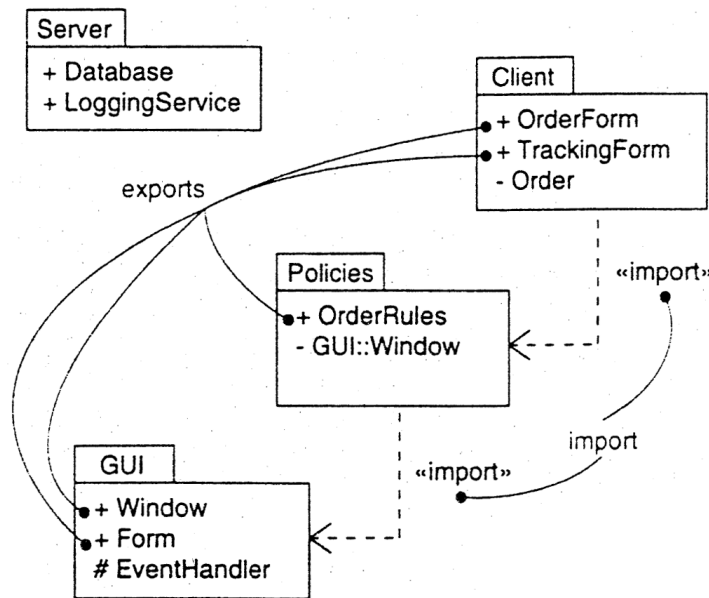 Server
+ Database
+ LoggingService
Client
+ OrderForm
+ TrackingForm
- Order
exports
Policies
+ OrderRules
- GUI::Window
«import»
import
GUI
+ Window
+ Form
# EventHandler
«import»